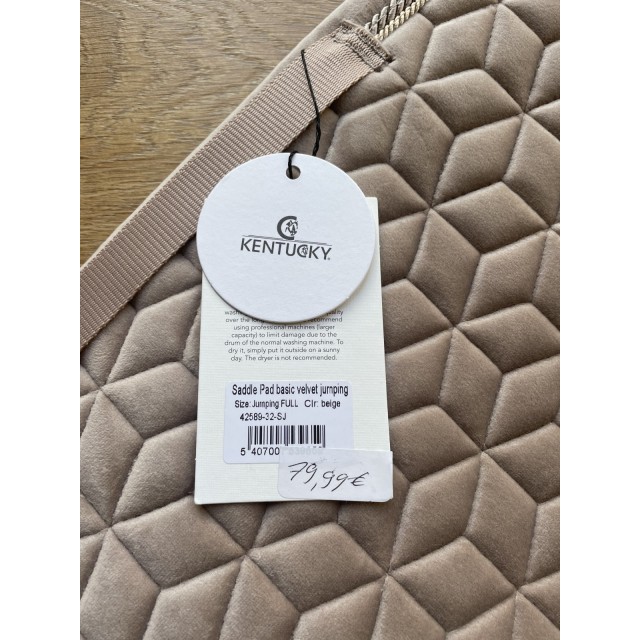 KENTUCKY
over the
recommend
using professional machines (larger
capacity) to limit damage due to the
drum of the normal washing machine. To
dry it, simply put it outside on a sunny
day. The dryer is not recommended.
Saddle Pad basic velvet jumping
Size: Jumping FULL Clr: beige
42589-32-SJ
5 40700
79,99€